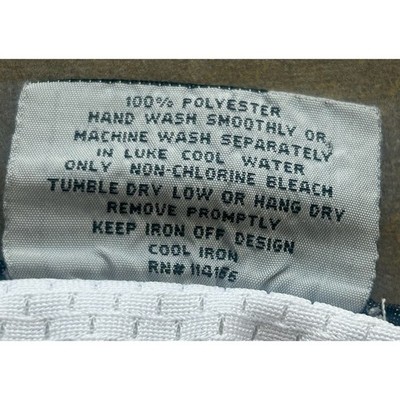 100% POLYESTER
HAND WASH SMOOTHLY OR
MACHINE WASH SEPARATELY
IN LUKE COOL WATER
ONLY NON-CHLORINE BLEACH
TUMBLE DRY LOW OR HANG DRY
REMOVE PROMPTLY
KEEP IRON OFF DESIGN
COOL IRON
RN#